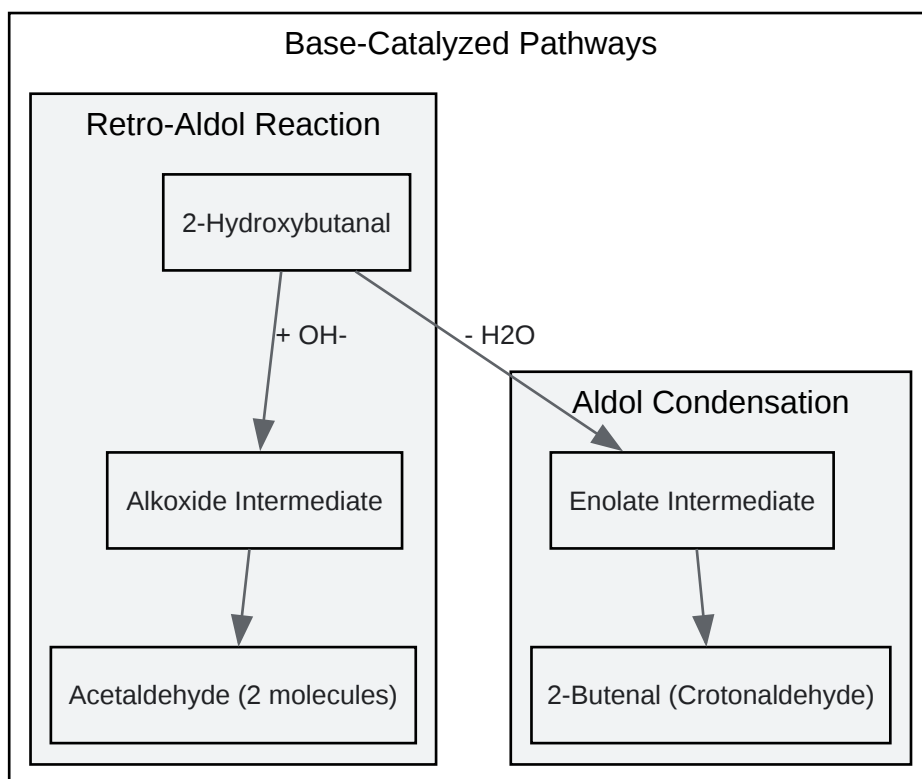 Base-Catalyzed Pathways
Retro-Aldol Reaction
2-Hydroxybutanal
+ OH-
- H2O
Aldol Condensation
Alkoxide Intermediate
Enolate Intermediate
Acetaldehyde (2 molecules)
2-Butenal (Crotonaldehyde)